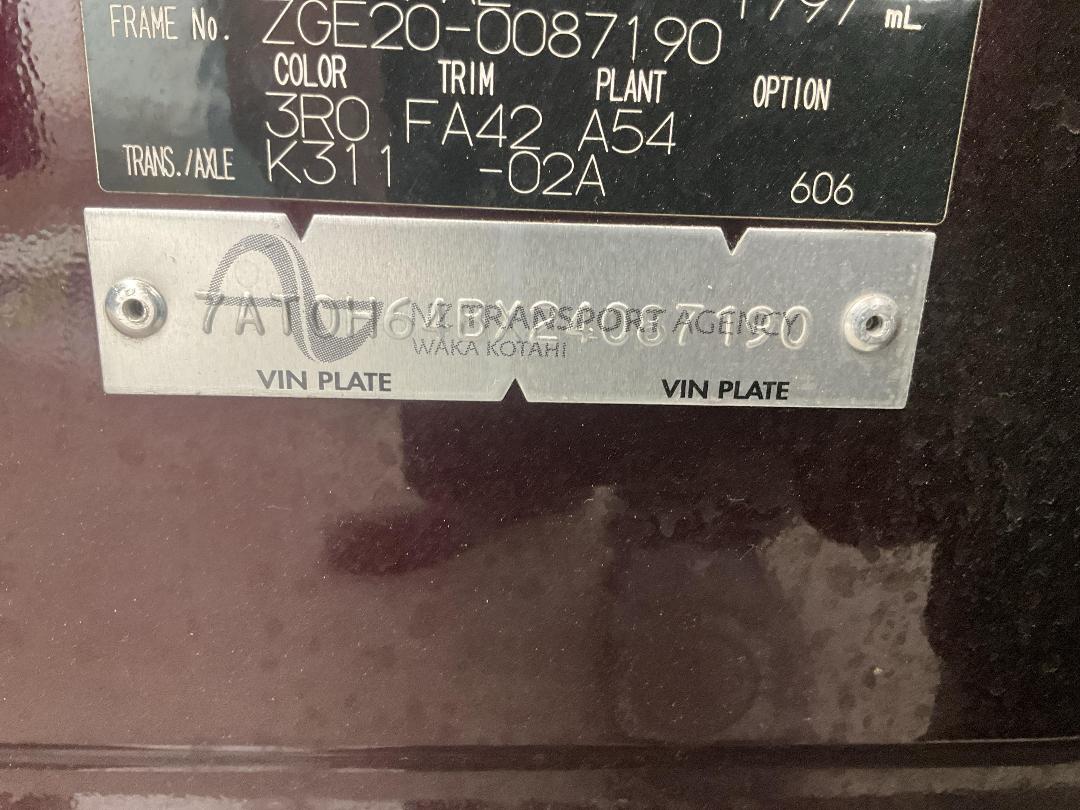 1797 mL
FRAME No. ZGE20-0087190
COLOR TRIM PLANT OPTION
3R0 FA42 A54
TRANS./AXLE K311 -02A 606
7AT0H64BX24087190
NZ TRANSPORT AGENCY
WAKA KOTAHI
VIN PLATE VIN PLATE